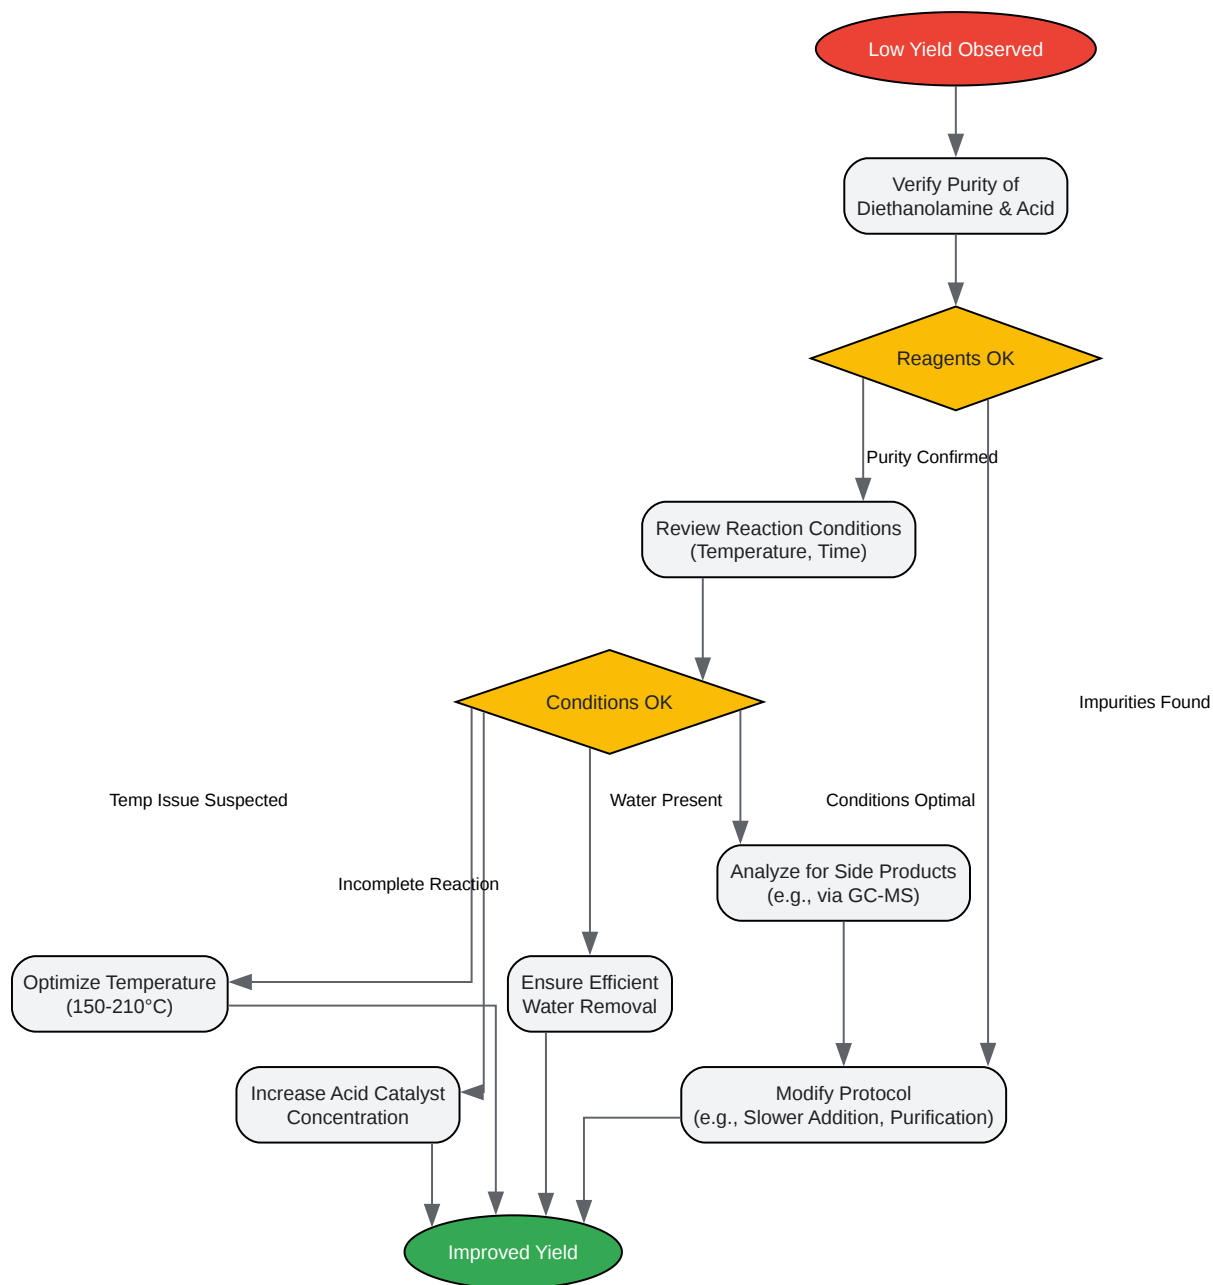 Low Yield Observed
Verify Purity of
Diethanolamine & Acid
Reagents OK
Purity Confirmed
Review Reaction Conditions
(Temperature, Time)
Conditions OK
Impurities Found
Temp Issue Suspected
Water Present
Conditions Optimal
Incomplete Reaction
Analyze for Side Products
(e.g., via GC-MS)
Optimize Temperature
(150-210°C)
Ensure Efficient
Water Removal
Increase Acid Catalyst
Concentration
Modify Protocol
(e.g., Slower Addition, Purification)
Improved Yield